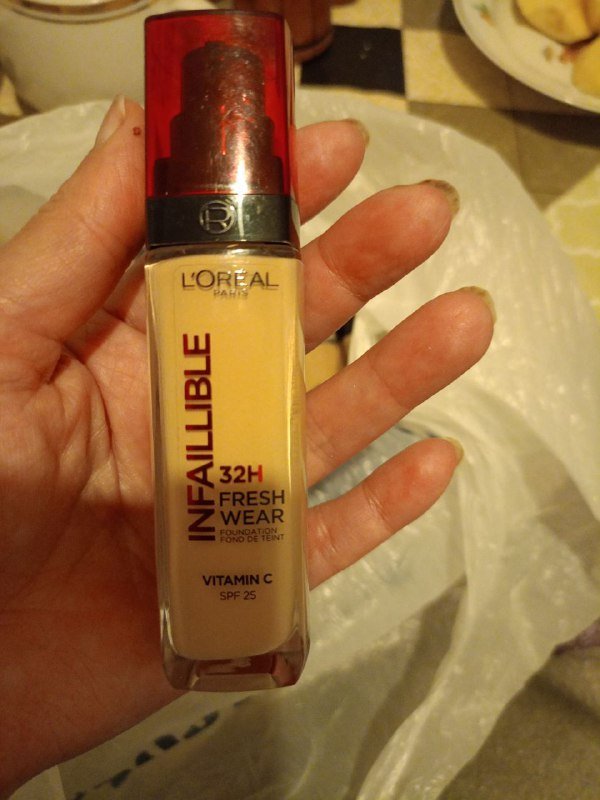 L'ORÉAL
PARIS
INFAILLIBLE
32H
FRESH
WEAR
FOUNDATION
FOND DE TEINT
VITAMIN C
SPF 25